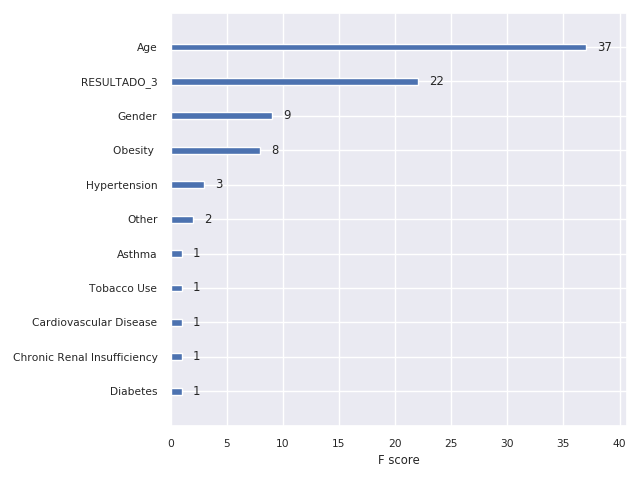 Age 37
RESULTADO_3 22
Gender 9
Obesity 8
Hypertension 3
Other 2
Asthma 1
Tobacco Use 1
Cardiovascular Disease 1
Chronic Renal Insufficiency 1
Diabetes 1
0 5 10 15 20 25 30 35 40
F score